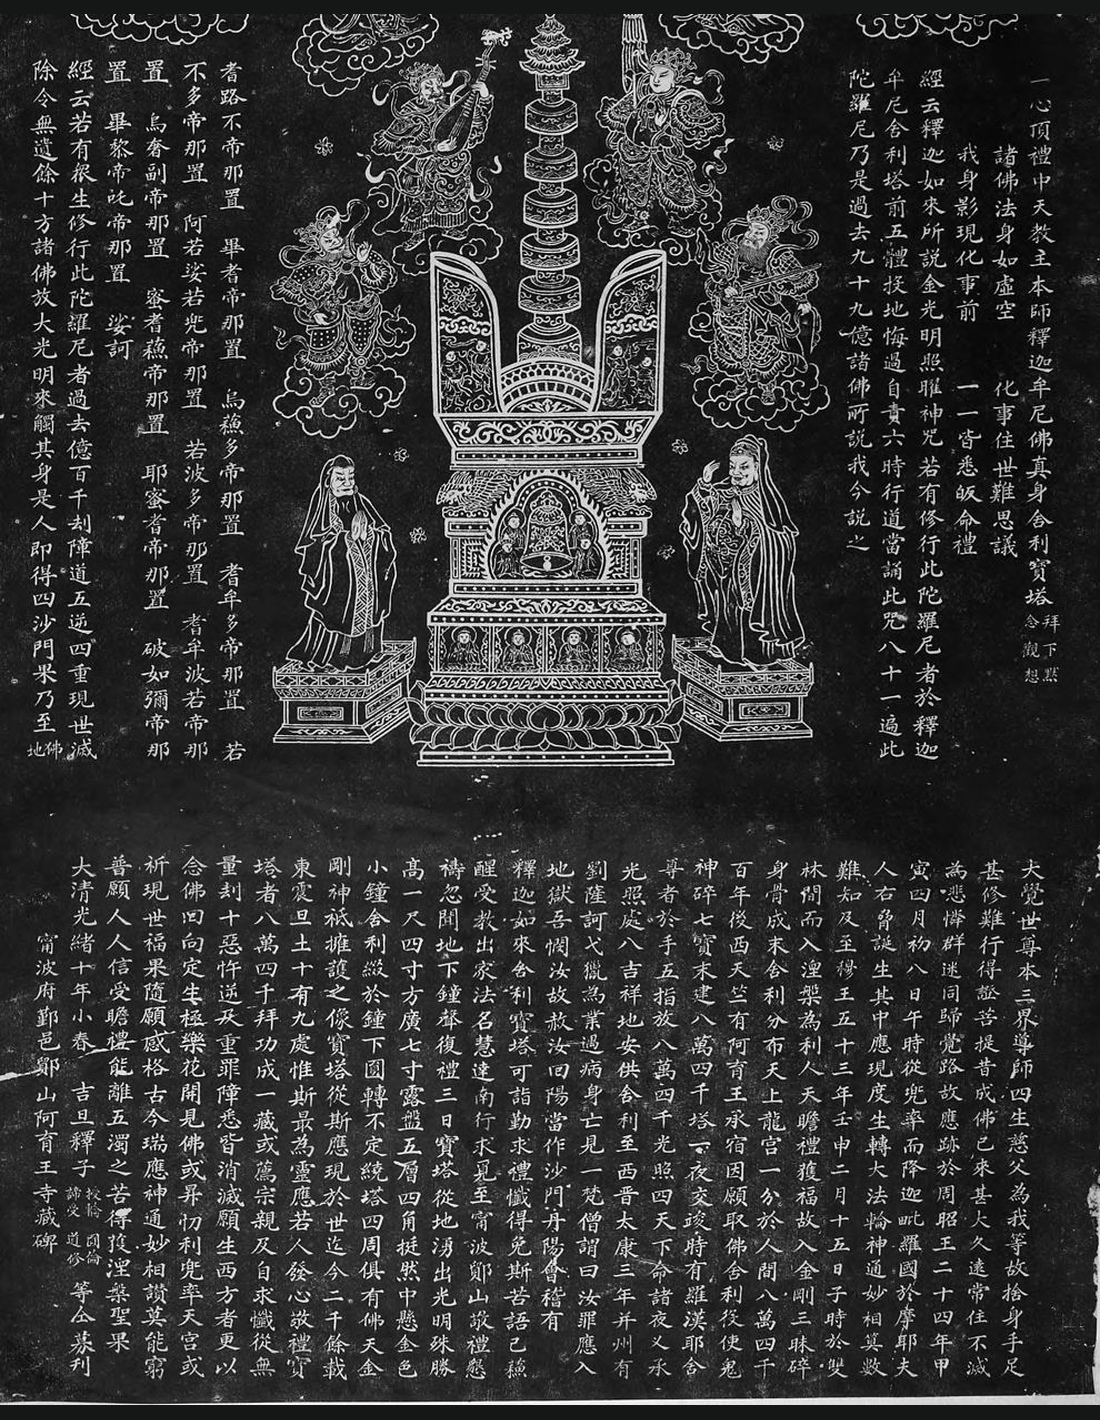 一心頂禮中天教主本師釋迦牟尼佛真身舍利寶塔 拜下默念觀想
諸佛法身如虛空 化事住世難思議
我身影現化事前 一一皆悉皈命禮
經云釋迦如來所說金光明照曜神咒若有修行此陀羅尼者於釋迦
牟尼舍利塔前五體投地悔過自責六時行道當誦此咒八十一遍此
陀羅尼乃是過去九十九億諸佛所說我今說之
耆路不帝那置 畢耆帝那置 烏蘓多帝那置 耆牟多帝那置 若
不多帝那置 阿若娑若兜帝那置 若波多帝那置 耆牟波若帝那
置 烏奢副帝那置 蜜耆蘓帝那置 耶蜜耆帝那置 破如彌帝那
置 畢黎帝吒帝那置 娑訶
經云若有衆生修行此陀羅尼者過去億百千刦障道五逆四重現世滅
除令無遺餘十方諸佛放大光明來觸其身是人即得四沙門果乃至佛地
大覺世尊本三界導師四生慈父為我等故捨身手足
甚修難行得證苦提昔成佛已來甚大久遠常住不滅
為悲憐群迷同歸覺路故應跡於周昭王二十四年甲
寅四月初八日午時從兜率而降迦毗羅國於摩耶夫
人右脅誕生其中應現度生轉大法輪神通妙相莫數
難知及至穆王五十三年壬申二月十五日子時於雙
林間而入涅槃為利人天瞻禮獲福故入金剛三昧碎
身骨成末舍利分布天上龍宮一分於人間八萬四千
百年後西天竺有阿育王承宿因願取佛舍利役使鬼
神碎七寶末建八萬四千塔一夜交竣時有羅漢耶舍
尊者於手五指放八萬四千光照四天下命諸夜义承
光照處八吉祥地安供舍利至西晋太康三年并州有
劉薩訶弋獵為業遇病身亡見一梵僧謂曰汝罪應入
地獄吾憫汝故赦汝回陽當作沙門丹陽會稽有
釋迦如來舍利寶塔可詣勤求禮懺得免斯苦語已穌
醒受教出家法名慧達南行求覓至甯波鄮山敬禮懇
禱忽聞地下鐘聲復禮三日寶塔從地湧出光明殊勝
高一尺四寸方廣七寸露盤五層四角挺然中懸金色
小鐘舍利綴於鐘下圓轉不定繞塔四周俱有佛天金
剛神祇擁護之像寶塔從斯應現於世迄今二千餘載
東震旦土十有九處惟斯最為靈應若人發心敬禮寶
塔者八萬四千拜功成一藏或薦宗親及自求懺從無
量刦十惡忤逆及重罪障悉皆消滅願生西方者更以
念佛回向定生極樂花開見佛或昇忉利兜率天宮或
祈現世福果隨願感格古今瑞應神通妙相讚莫能窮
普願人人信受瞻禮能離五濁之苦得茷涅槃聖果
大清光緒十年小春 吉旦釋子 等仝募刊
甯波府鄞邑鄮山阿育王寺藏碑